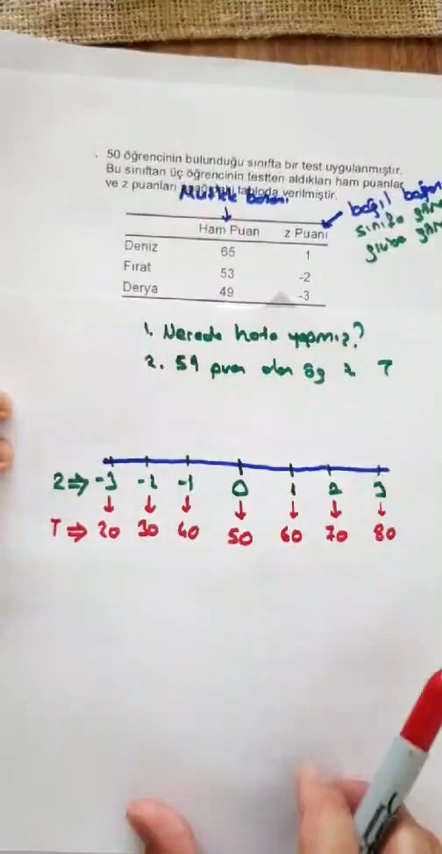 50 öğrencinin bulunduğu sınıfta bir test uygulanmıştır.
Bu sınıftan üç öğrencinin testten aldıkları ham puanlar
ve z puanları aşağıdaki tabloda verilmiştir.
Mutlak başarı
bağıl başarı
sınıfa göre
gruba göre
Ham Puan z Puanı
Deniz 65 1
Fırat 53 -2
Derya 49 -3
1. Nerede hata yapmış?
2. 59 puan alan öğ z T
Z⇒ -3 -2 -1 0 1 2 3
T⇒ 20 30 40 50 60 70 80